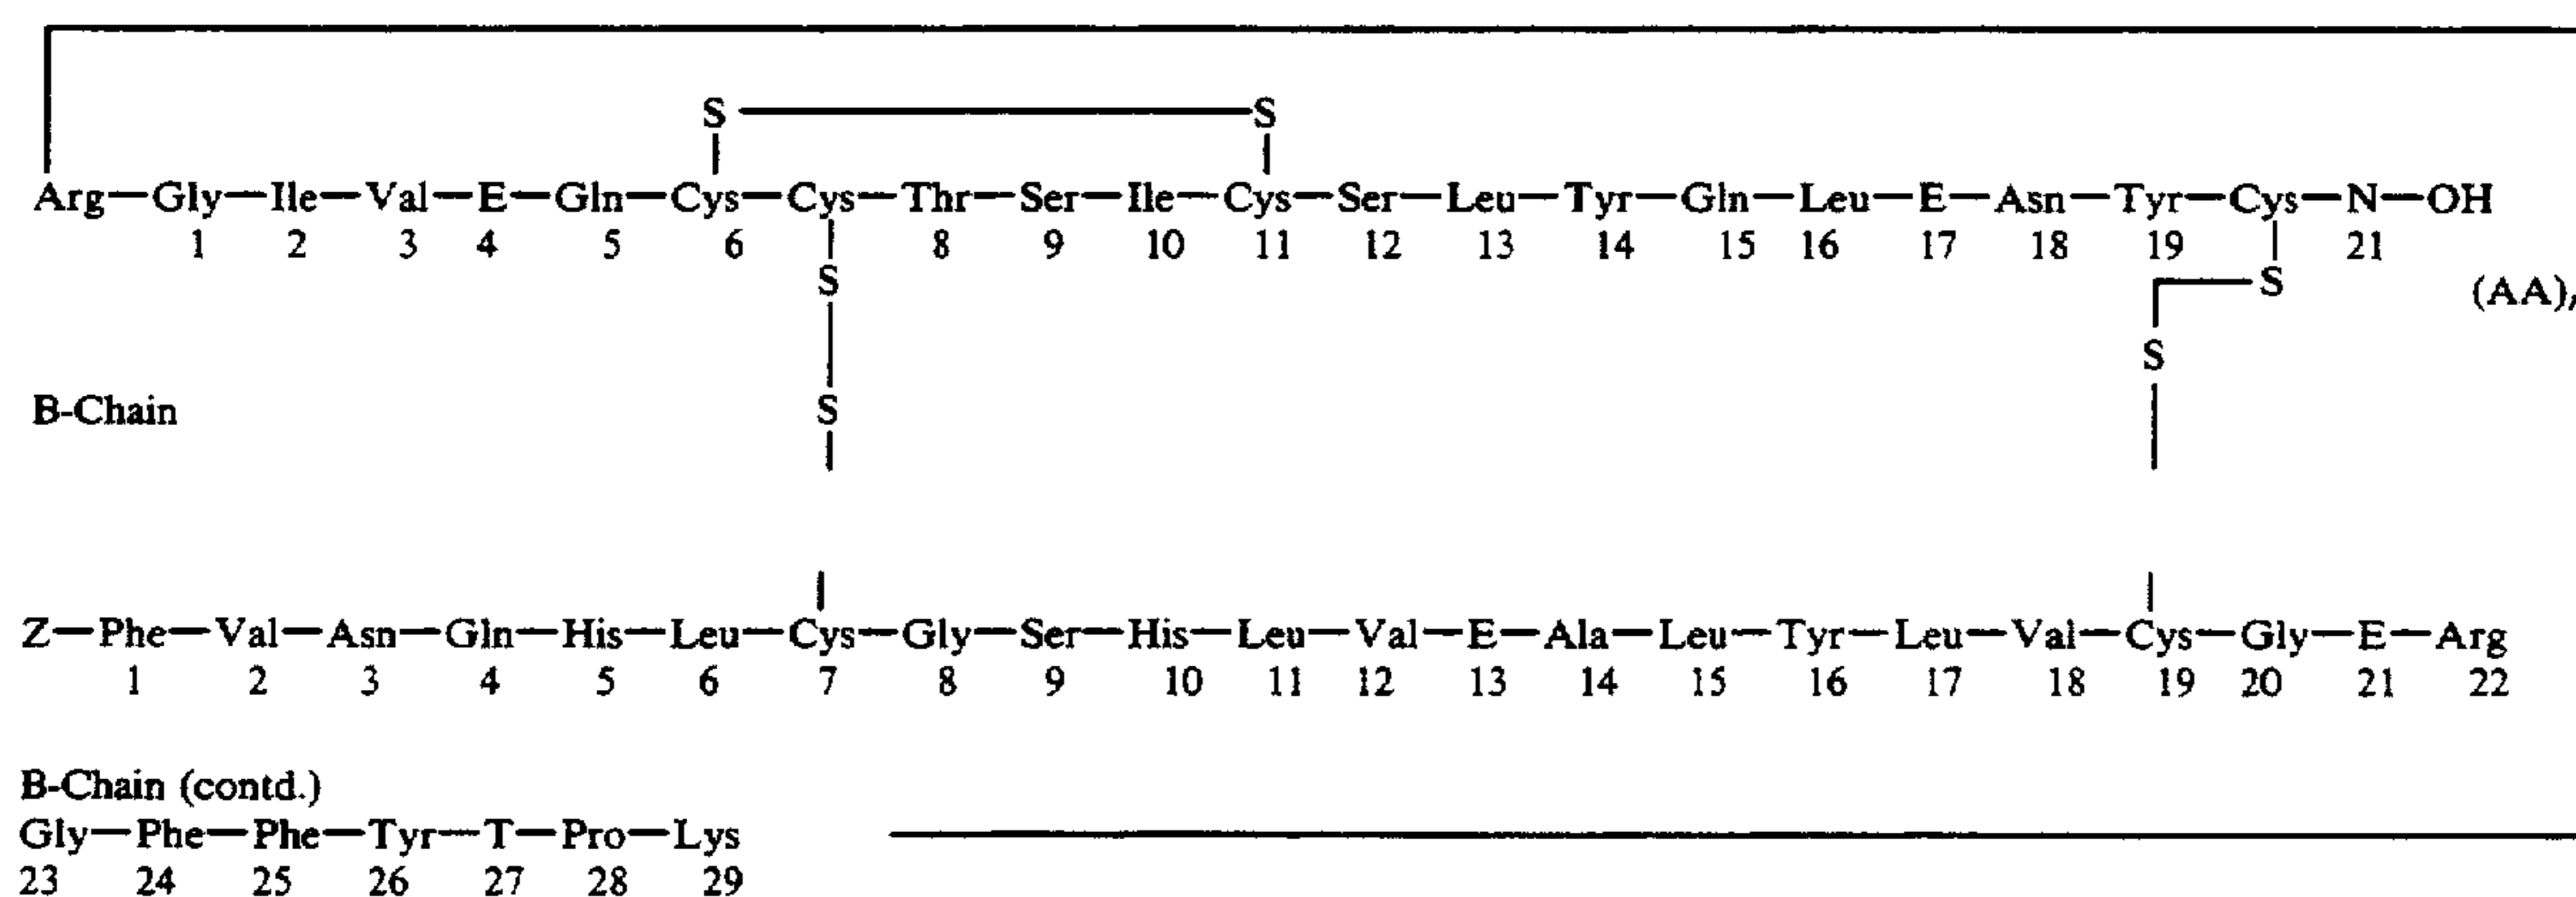 S——S
Arg—Gly—Ile—Val—E—Gln—Cys—Cys—Thr—Ser—Ile—Cys—Ser—Leu—Tyr—Gln—Leu—E—Asn—Tyr—Cys—N—OH
1 2 3 4 5 6 8 9 10 11 12 13 14 15 16 17 18 19 21
S S
(AA),
S
B-Chain S
Z—Phe—Val—Asn—Gln—His—Leu—Cys—Gly—Ser—His—Leu—Val—E—Ala—Leu—Tyr—Leu—Val—Cys—Gly—E—Arg
1 2 3 4 5 6 7 8 9 10 11 12 13 14 15 16 17 18 19 20 21 22
B-Chain (contd.)
Gly—Phe—Phe—Tyr—T—Pro—Lys
23 24 25 26 27 28 29